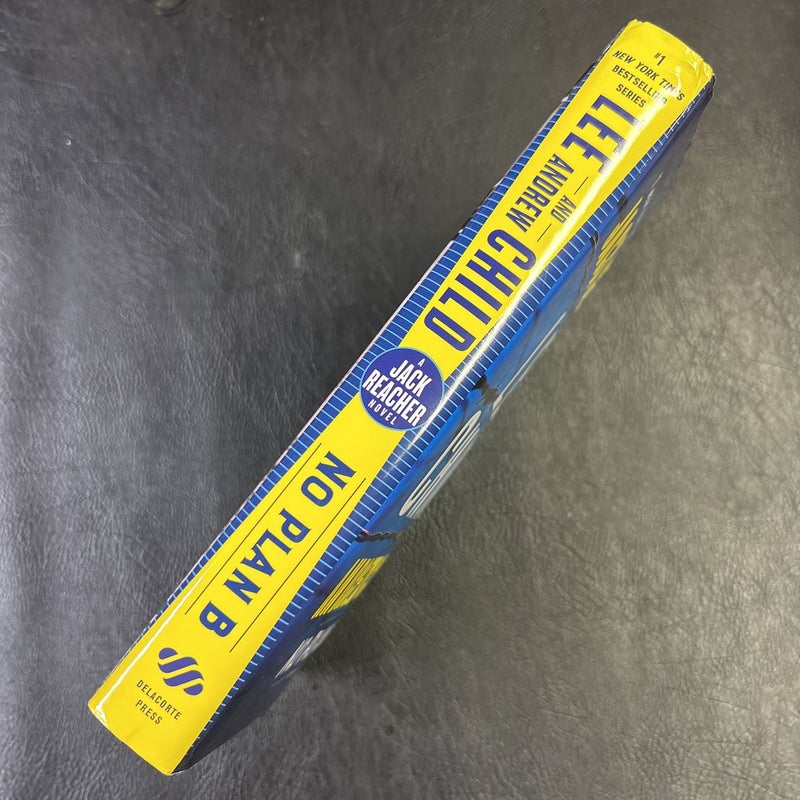 #1
NEW YORK TIMES
BESTSELLING
SERIES
LEE
AND
ANDREW
CHILD
A
JACK
REACHER
NOVEL
NO PLAN B
DELACORTE
PRESS